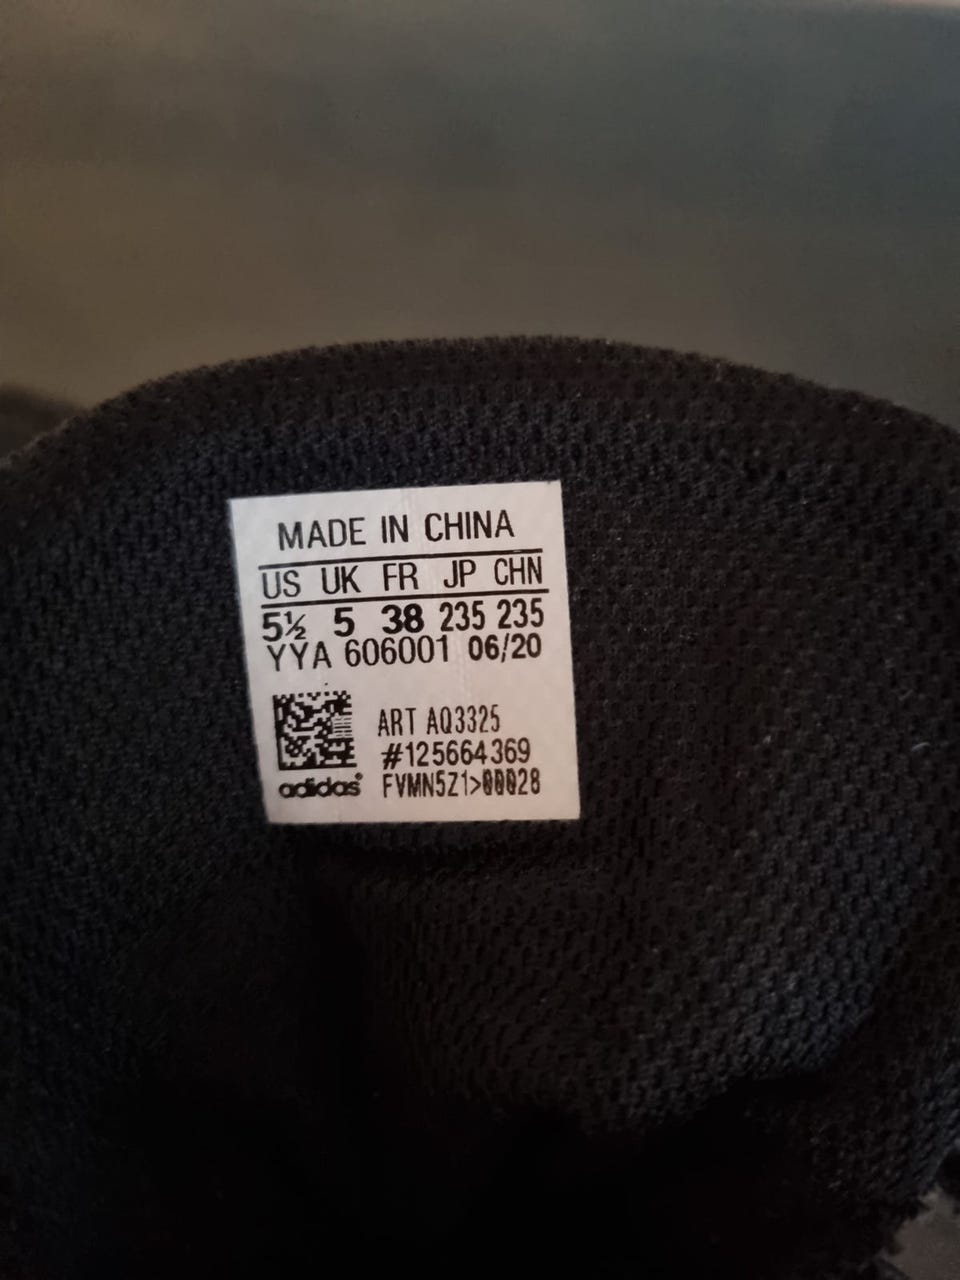 MADE IN CHINA
US UK FR JP CHN
5½ 5 38 235 235
YYA 606001 06/20
ART AQ3325
#125664369
adidas® FVMN5Z1>00028